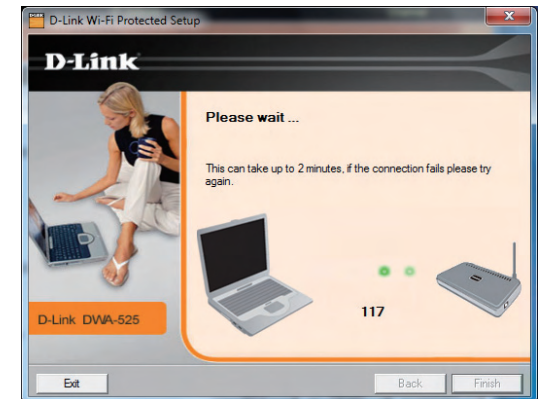 D-Link Wi-Fi Protected Setup
D-Link
Please wait ...
This can take up to 2 minutes, if the connection fails please try
again.
117
D-Link DWA-525
Exit
Back
Finish